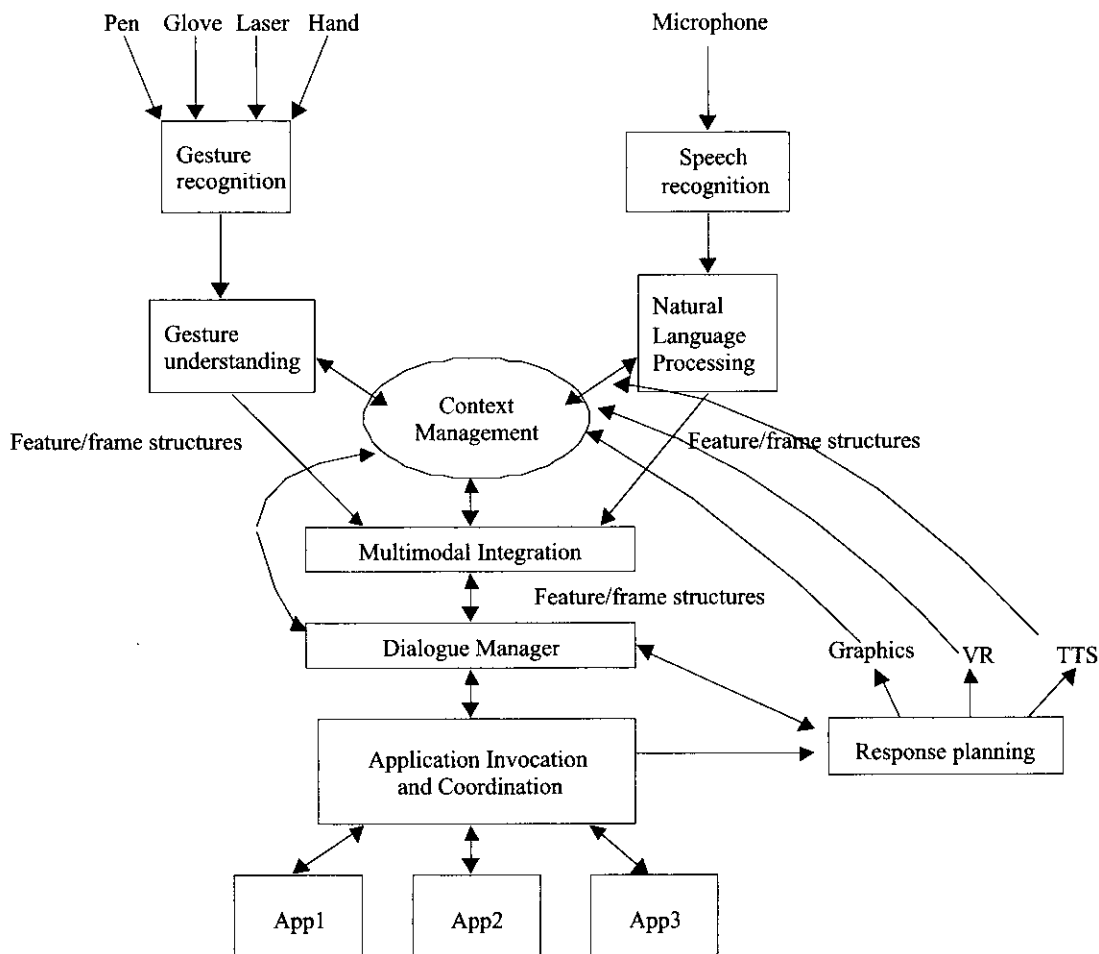 Pen Glove Laser Hand
Microphone
Gesture
recognition
Speech
recognition
Gesture
understanding
Natural
Language
Processing
Context
Management
Feature/frame structures
Feature/frame structures
Multimodal Integration
Feature/frame structures
Dialogue Manager
Graphics VR TTS
Application Invocation
and Coordination
Response planning
App1 App2 App3